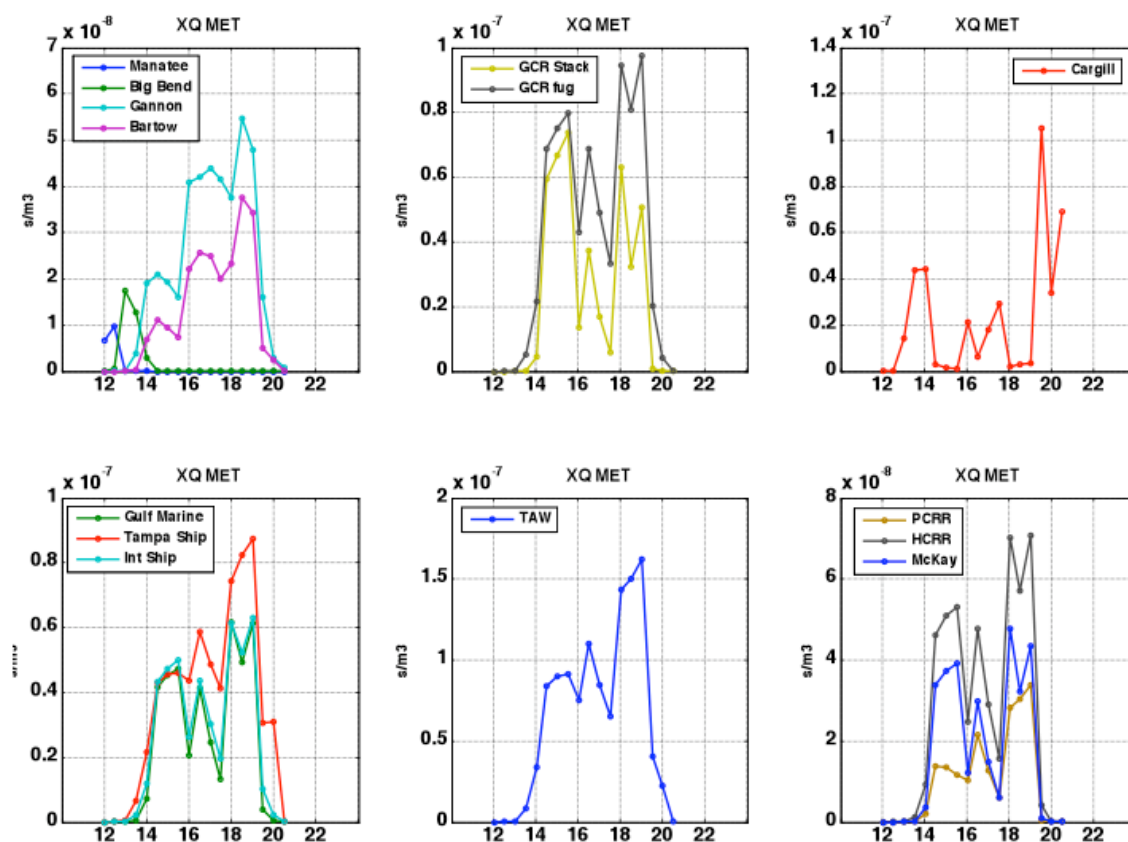 XQ MET
x 10-8
7
6
5
4
3
2
1
0
s/m3
Manatee
Big Bend
Gannon
Bartow
12 14 16 18 20 22
XQ MET
x 10-7
1
0.8
0.6
0.4
0.2
0
s/m3
GCR Stack
GCR fug
12 14 16 18 20 22
XQ MET
x 10-7
1.4
1.2
1
0.8
0.6
0.4
0.2
0
s/m3
Cargill
12 14 16 18 20 22
XQ MET
x 10-7
1
0.8
0.6
0.4
0.2
0
s/m3
Gulf Marine
Tampa Ship
Int Ship
12 14 16 18 20 22
XQ MET
x 10-7
2
1.5
1
0.5
0
s/m3
TAW
12 14 16 18 20 22
XQ MET
x 10-8
8
6
4
2
0
s/m3
PCRR
HCRR
McKay
12 14 16 18 20 22